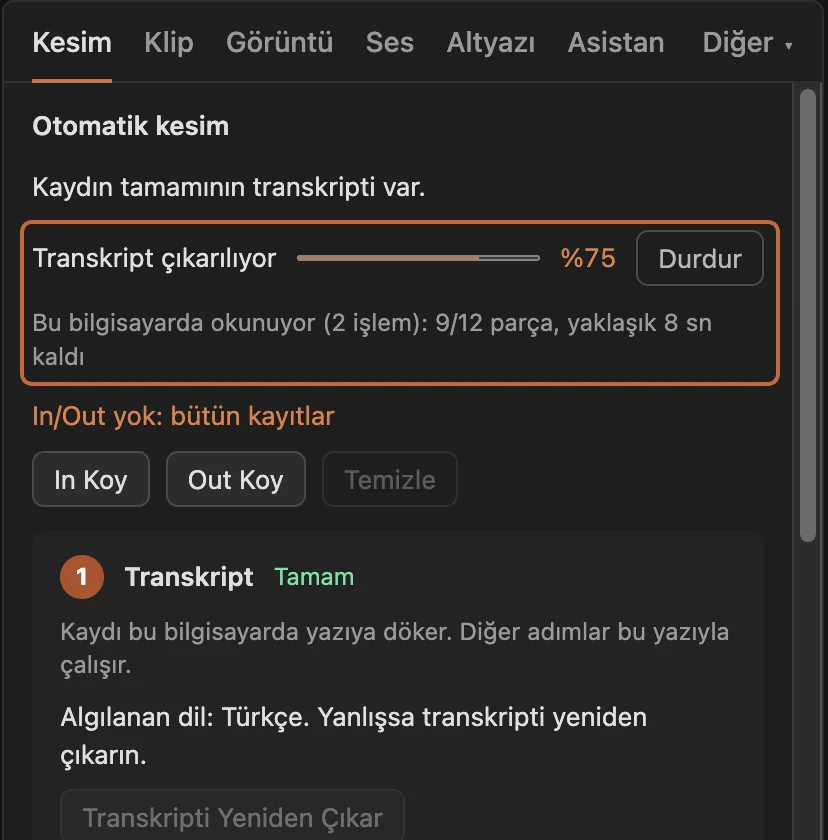 Kesim Klip Görüntü Ses Altyazı Asistan Diğer ▾
Otomatik kesim
Kaydın tamamının transkripti var.
Transkript çıkarılıyor %75 Durdur
Bu bilgisayarda okunuyor (2 işlem): 9/12 parça, yaklaşık 8 sn
kaldı
In/Out yok: bütün kayıtlar
In Koy Out Koy Temizle
1 Transkript Tamam
Kaydı bu bilgisayarda yazıya döker. Diğer adımlar bu yazıyla
çalışır.
Algılanan dil: Türkçe. Yanlışsa transkripti yeniden
çıkarın.
Transkripti Yeniden Çıkar